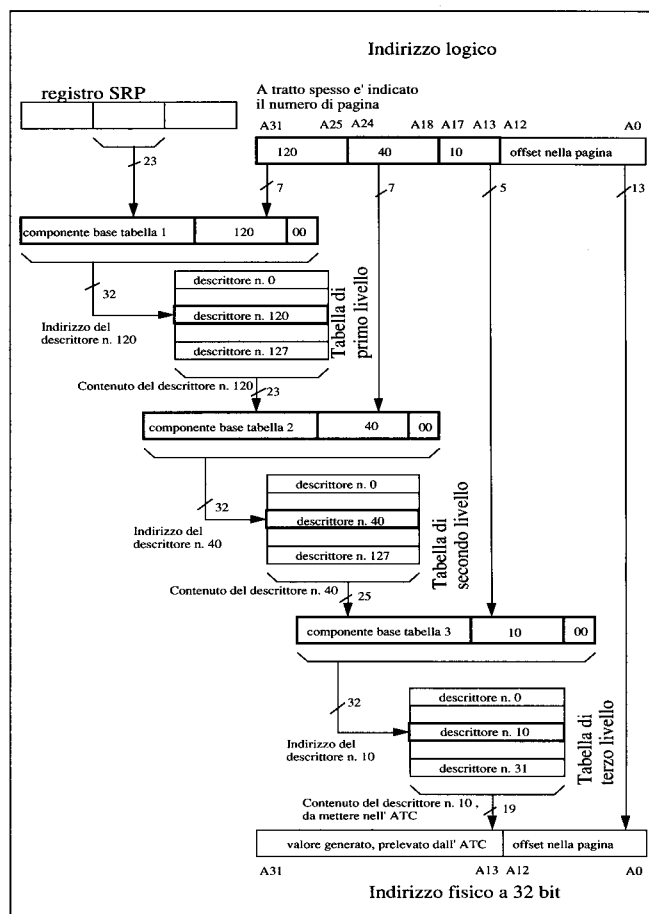 Indirizzo logico
registro SRP
A tratto spesso e' indicato
il numero di pagina
A31 A25 A24 A18 A17 A13 A12 A0
120 40 10 offset nella pagina
23
7 7 5 13
componente base tabella 1 120 00
32
Indirizzo del
descrittore n. 120
descrittore n. 0
descrittore n. 120
descrittore n. 127
Tabella di
primo livello
Contenuto del descrittore n. 120
23
componente base tabella 2 40 00
32
Indirizzo del
descrittore n. 40
descrittore n. 0
descrittore n. 40
descrittore n. 127
Tabella di
secondo livello
Contenuto del descrittore n. 40
25
componente base tabella 3 10 00
32
Indirizzo del
descrittore n. 10
descrittore n. 0
descrittore n. 10
descrittore n. 31
Tabella di
terzo livello
Contenuto del descrittore n. 10 ,
da mettere nell' ATC
19
valore generato, prelevato dall' ATC offset nella pagina
A31 A13 A12 A0
Indirizzo fisico a 32 bit